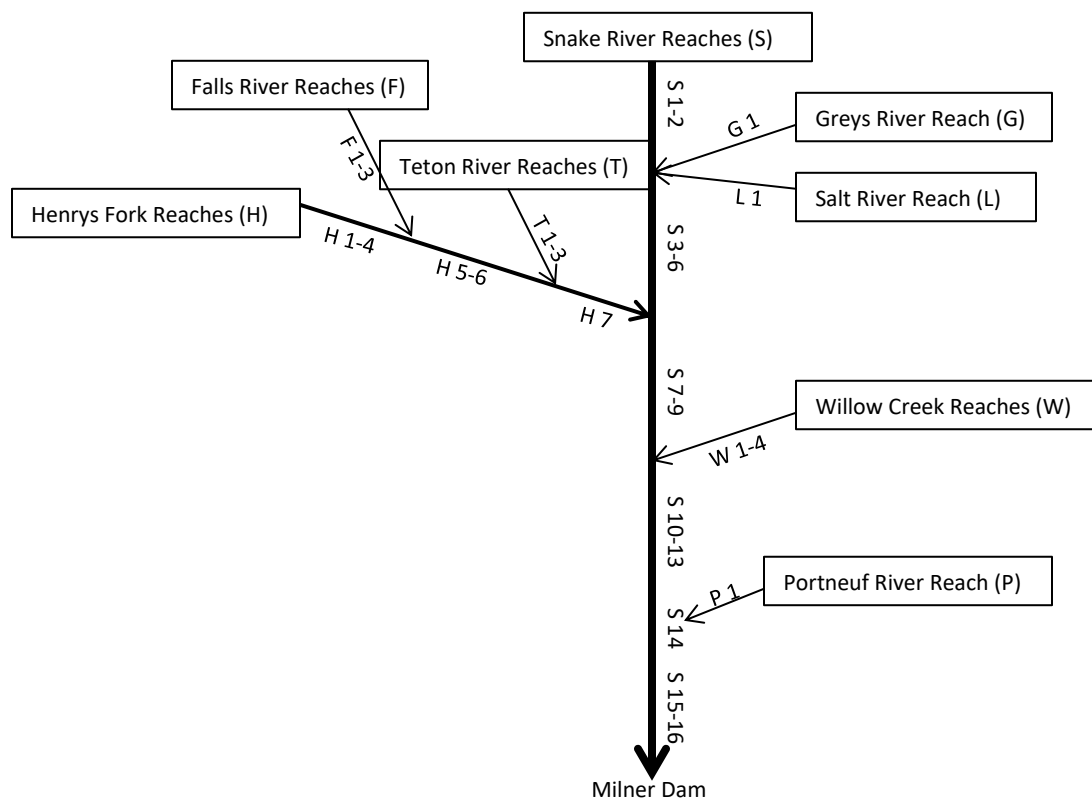 Snake River Reaches (S)
Falls River Reaches (F)
S 1-2
Greys River Reach (G)
G 1
F 1-3
Teton River Reaches (T)
Salt River Reach (L)
L 1
Henrys Fork Reaches (H)
H 1-4
T 1-3
S 3-6
H 5-6
H 7
S 7-9
Willow Creek Reaches (W)
W 1-4
S 10-13
Portneuf River Reach (P)
P 1
S 14
S 15-16
Milner Dam